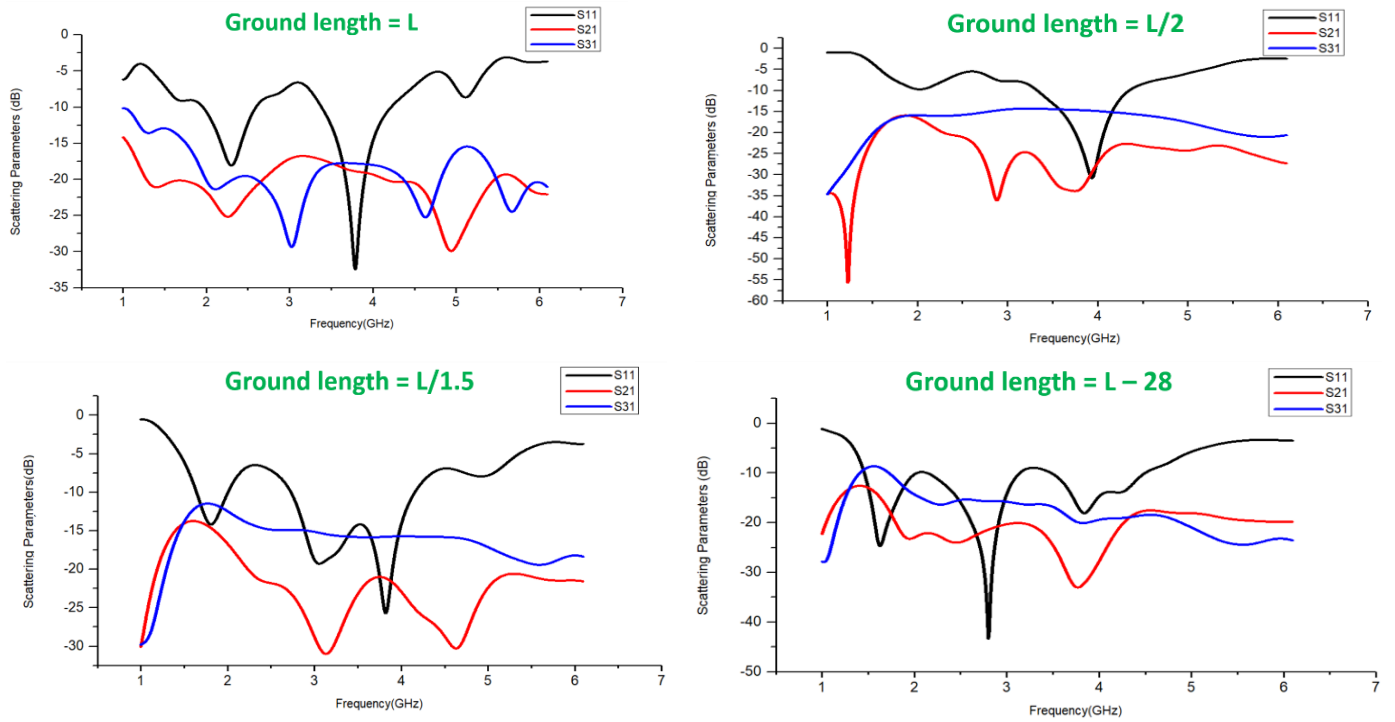 Ground length = L
S11
S21
S31
0
-5
-10
-15
-20
-25
-30
-35
1
2
3
4
5
6
7
Scattering Parameters (dB)
Frequency(GHz)
Ground length = L/2
S11
S21
S31
0
-5
-10
-15
-20
-25
-30
-35
-40
-45
-50
-55
-60
1
2
3
4
5
6
7
Scattering Parameters (dB)
Frequency(GHz)
Ground length = L/1.5
S11
S21
S31
0
-5
-10
-15
-20
-25
-30
1
2
3
4
5
6
7
Scattering Parameters(dB)
Frequency(GHz)
Ground length = L – 28
S11
S21
S31
0
-10
-20
-30
-40
-50
1
2
3
4
5
6
7
Scattering Parameters (dB)
Frequency(GHz)